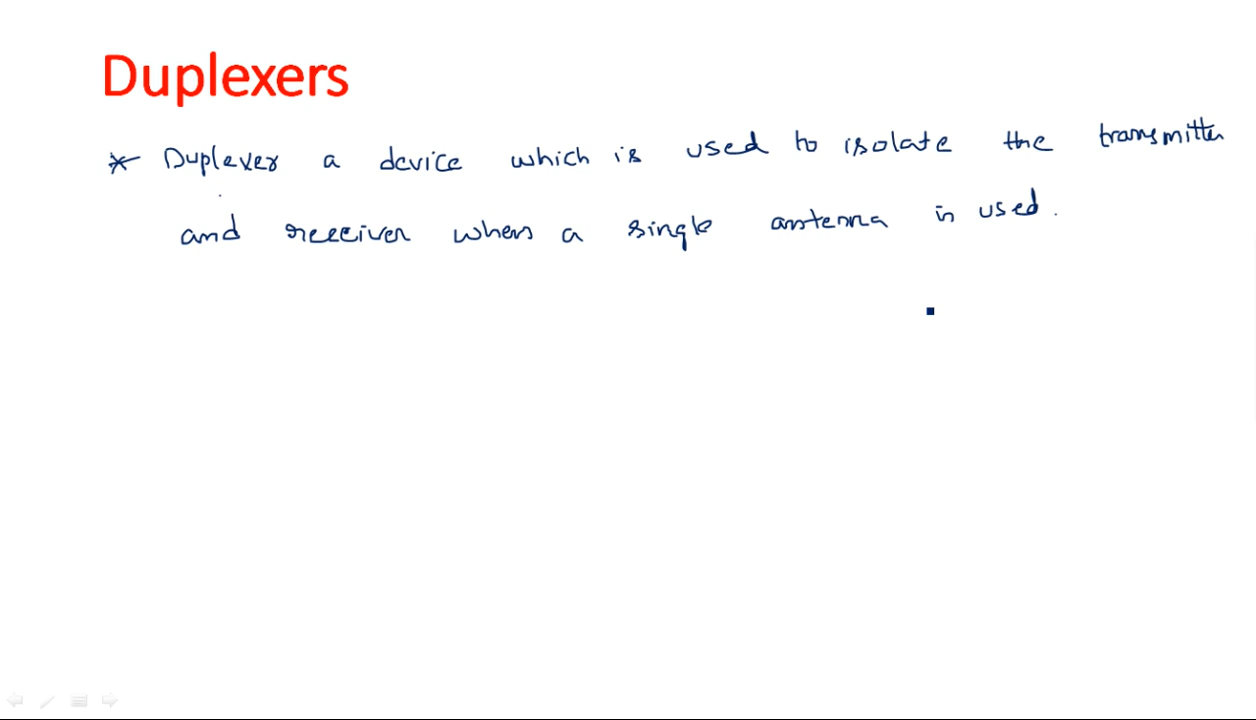 Duplexers
* Duplexer a device which is used to isolate the transmitter
and receiver when a single antenna is used.